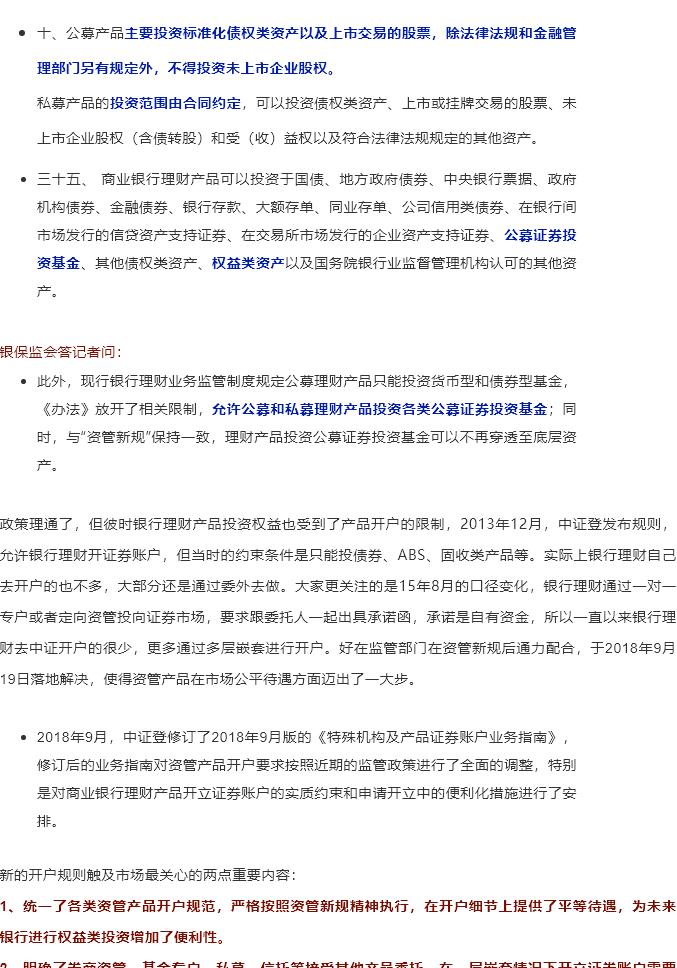 十、公募产品主要投资标准化债权类资产以及上市交易的股票，除法律法规和金融管
理部门另有规定外，不得投资未上市企业股权。
私募产品的投资范围由合同约定，可以投资债权类资产、上市或挂牌交易的股票、未
上市企业股权（含债转股）和受（收）益权以及符合法律法规规定的其他资产。
三十五、 商业银行理财产品可以投资于国债、地方政府债券、中央银行票据、政府
机构债券、金融债券、银行存款、大额存单、同业存单、公司信用类债券、在银行间
市场发行的信贷资产支持证券、在交易所市场发行的企业资产支持证券、公募证券投
资基金、其他债权类资产、权益类资产以及国务院银行业监督管理机构认可的其他资
产。
银保监会答记者问：
此外，现行银行理财业务监管制度规定公募理财产品只能投资货币型和债券型基金，
《办法》放开了相关限制，允许公募和私募理财产品投资各类公募证券投资基金；同
时，与“资管新规”保持一致，理财产品投资公募证券投资基金可以不再穿透至底层资
产。
政策理通了，但彼时银行理财产品投资权益也受到了产品开户的限制，2013年12月，中证登发布规则，
允许银行理财开证券账户，但当时的约束条件是只能投债券、ABS、固收类产品等。实际上银行理财自己
去开户的也不多，大部分还是通过委外去做。大家更关注的是15年8月的口径变化，银行理财通过一对一
专户或者定向资管投向证券市场，要求跟委托人一起出具承诺函，承诺是自有资金，所以一直以来银行理
财去中证开户的很少，更多通过多层嵌套进行开户。好在监管部门在资管新规后通力配合，于2018年9月
19日落地解决，使得资管产品在市场公平待遇方面迈出了一大步。
2018年9月，中证登修订了2018年9月版的《特殊机构及产品证券账户业务指南》，
修订后的业务指南对资管产品开户要求按照近期的监管政策进行了全面的调整，特别
是对商业银行理财产品开立证券账户的实质约束和申请开立中的便利化措施进行了安
排。
新的开户规则触及市场最关心的两点重要内容：
1、统一了各类资管产品开户规范，严格按照资管新规精神执行，在开户细节上提供了平等待遇，为未来
银行进行权益类投资增加了便利性。
2、明确了券商资管、基金专户、私募、信托等接受其他产品委托，在一层嵌套情况下开立证券账户需要